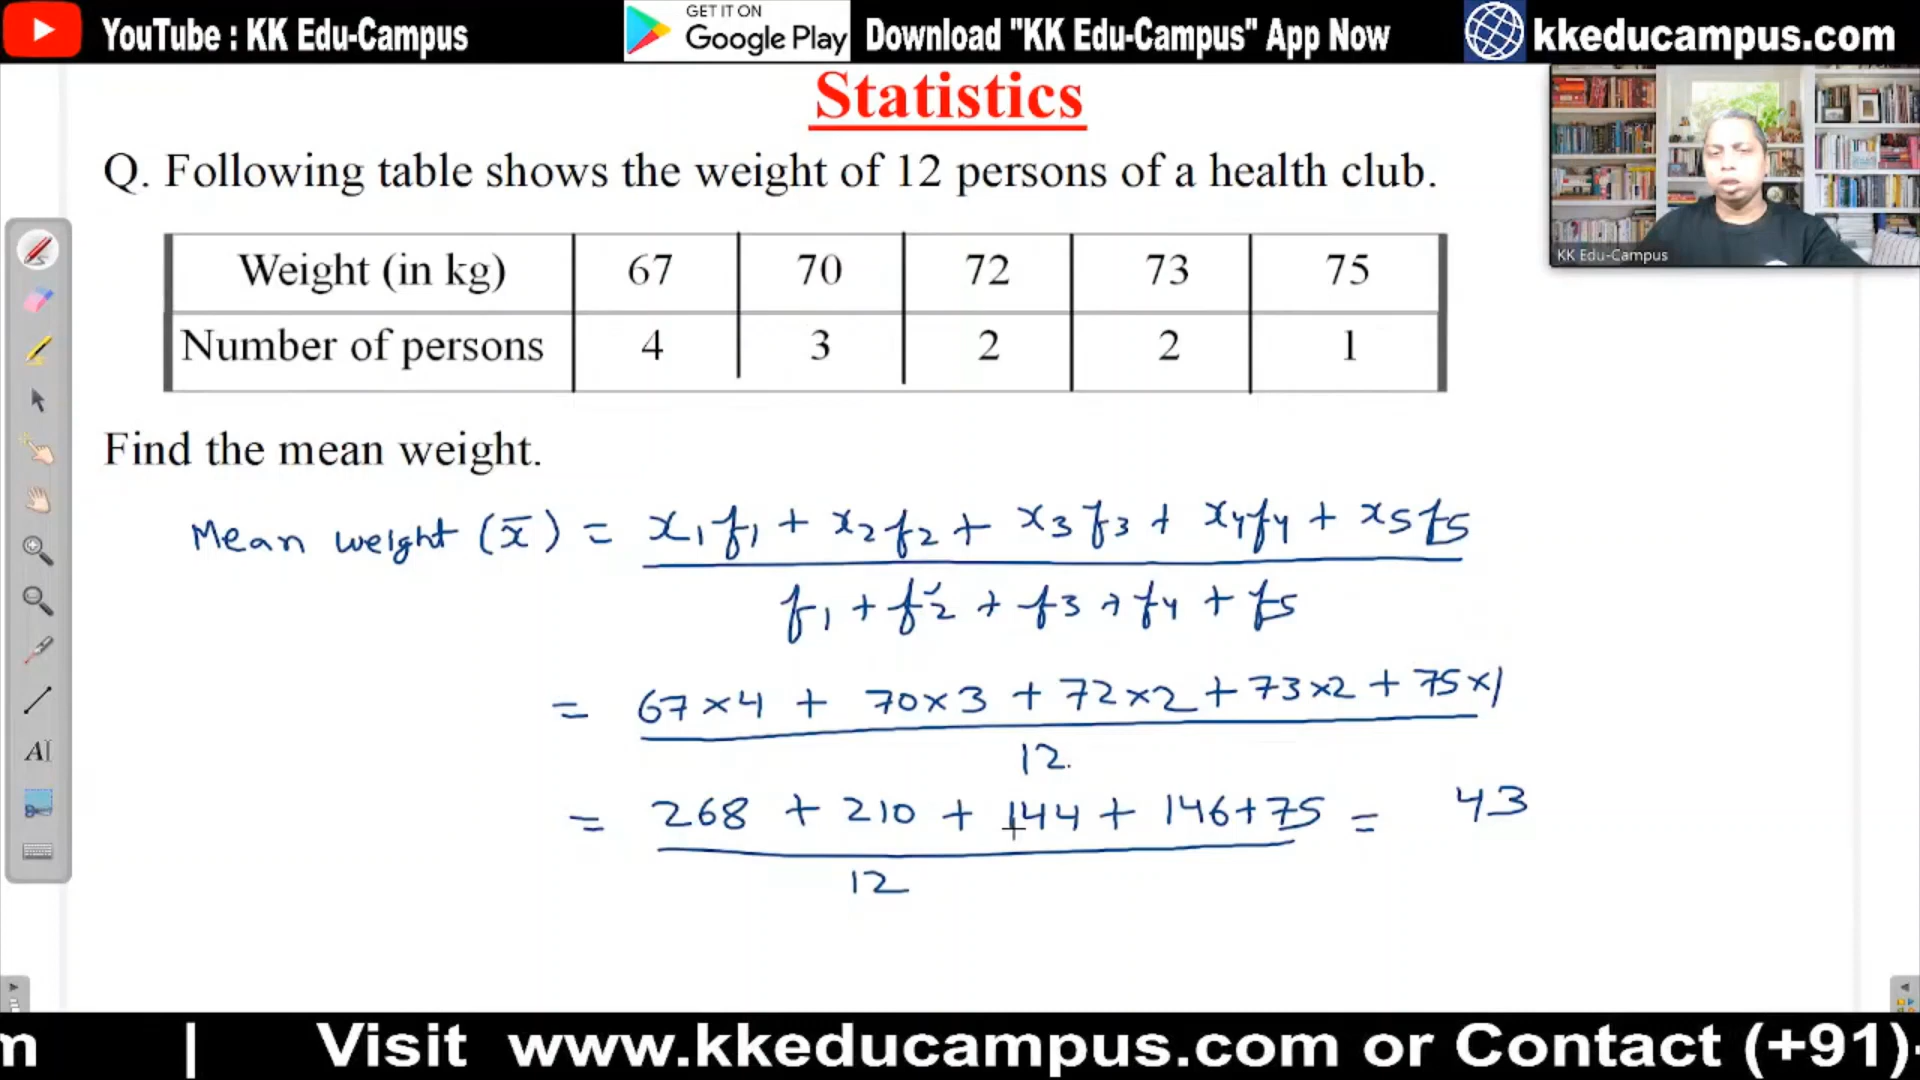 YouTube : KK Edu-Campus
GET IT ON
Google Play
Download "KK Edu-Campus" App Now
kkeducampus.com
Statistics
Q. Following table shows the weight of 12 persons of a health club.
Weight (in kg) 67 70 72 73 75
Number of persons 4 3 2 2 1
KK Edu-Campus
Find the mean weight.
Mean weight (x̄) = x₁f₁ + x₂f₂ + x₃f₃ + x₄f₄ + x₅f₅
f₁ + f₂ + f₃ + f₄ + f₅
= 67×4 + 70×3 + 72×2 + 73×2 + 75×1
12.
= 268 + 210 + 144 + 146 + 75 = 43
12
AI
m | Visit www.kkeducampus.com or Contact (+91)-